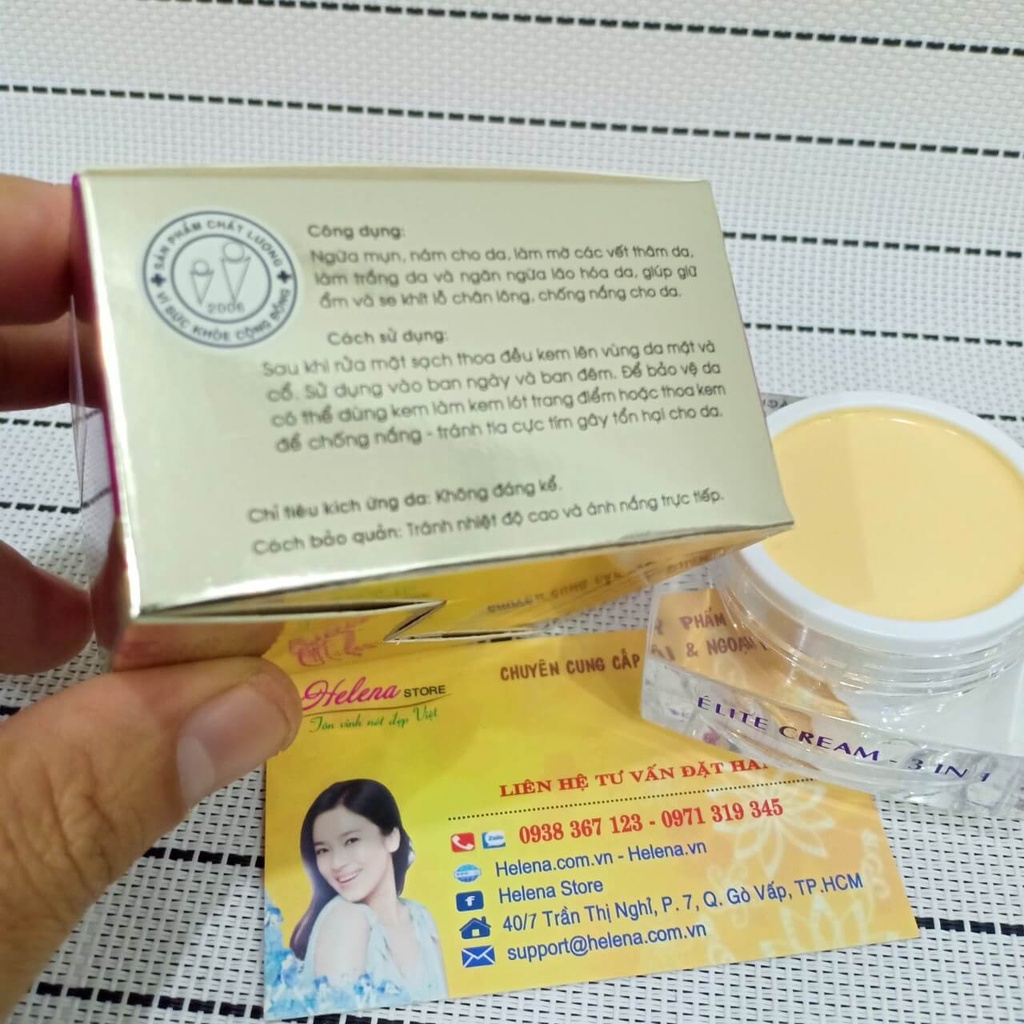 SẢN PHẨM CHẤT LƯỢNG
VÌ SỨC KHỎE CỘNG ĐỒNG
2006
Công dụng:
Ngừa mụn, nám cho da, làm mờ các vết thâm da,
làm trắng da và ngăn ngừa lão hóa da, giúp giữ
ẩm và se khít lỗ chân lông, chống nắng cho da.
Cách sử dụng:
Sau khi rửa mặt sạch thoa đều kem lên vùng da mặt và
cổ. Sử dụng vào ban ngày và ban đêm. Để bảo vệ da
có thể dùng kem làm kem lót trang điểm hoặc thoa kem
để chống nắng - tránh tia cực tím gây tổn hại cho da.
Chỉ tiêu kích ứng da: Không đáng kể.
Cách bảo quản: Tránh nhiệt độ cao và ánh nắng trực tiếp.
CHUYÊN CUNG CẤP
PHẨM
& NGOẠI
Helena STORE
Tôn vinh nét đẹp Việt
ÉLITE CREAM - 3 IN 1
LIÊN HỆ TƯ VẤN ĐẶT
Zalo
0938 367 123 - 0971 319 345
Helena.com.vn - Helena.vn
Helena Store
40/7 Trần Thị Nghỉ, P. 7, Q. Gò Vấp, TP.HCM
support@helena.com.vn